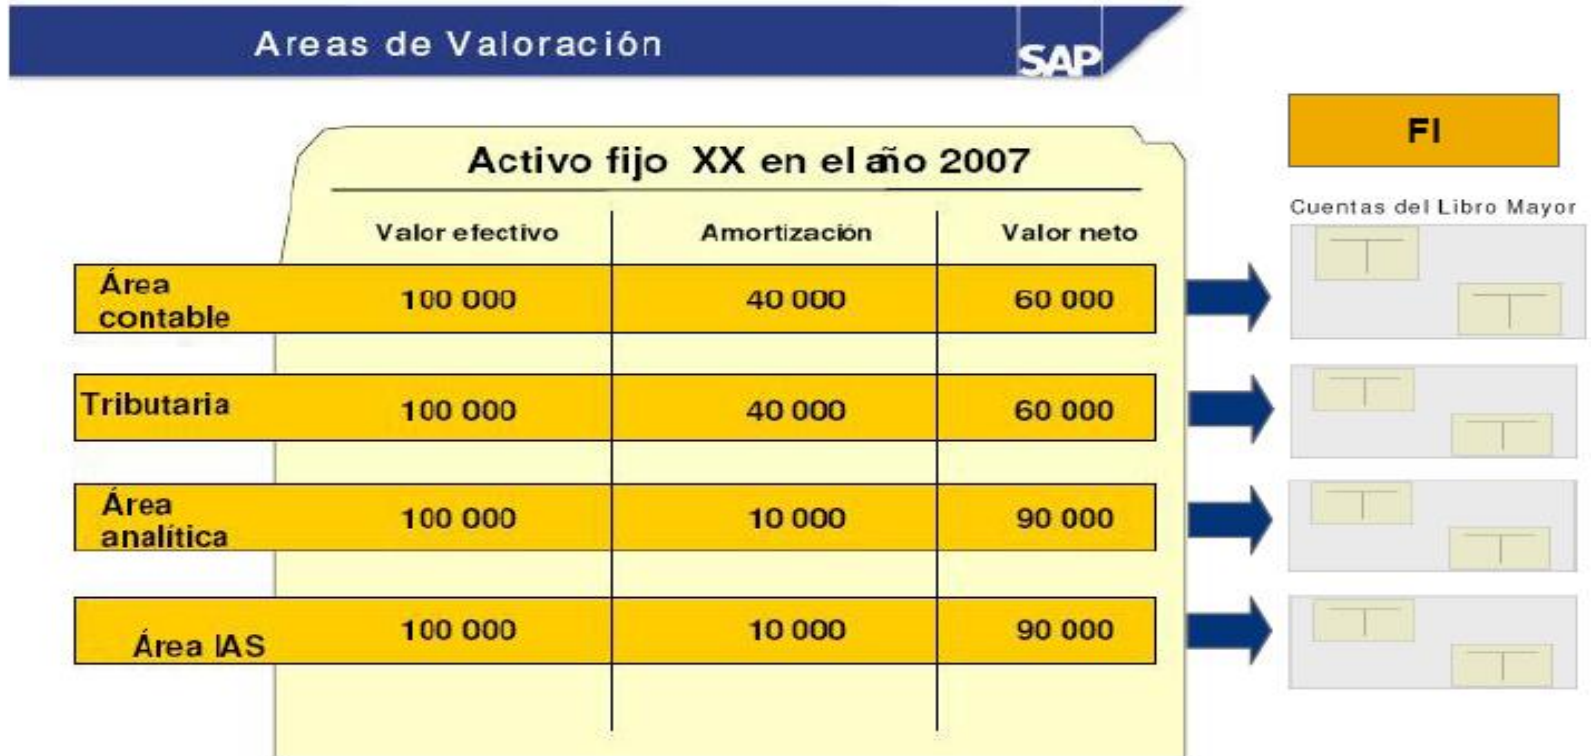 Areas de Valoración
SAP
FI
Activo fijo XX en el año 2007
Cuentas del Libro Mayor
Valor efectivo Amortización Valor neto
Área
contable
100 000 40 000 60 000
Tributaria 100 000 40 000 60 000
Área
analítica
100 000 10 000 90 000
Área IAS 100 000 10 000 90 000